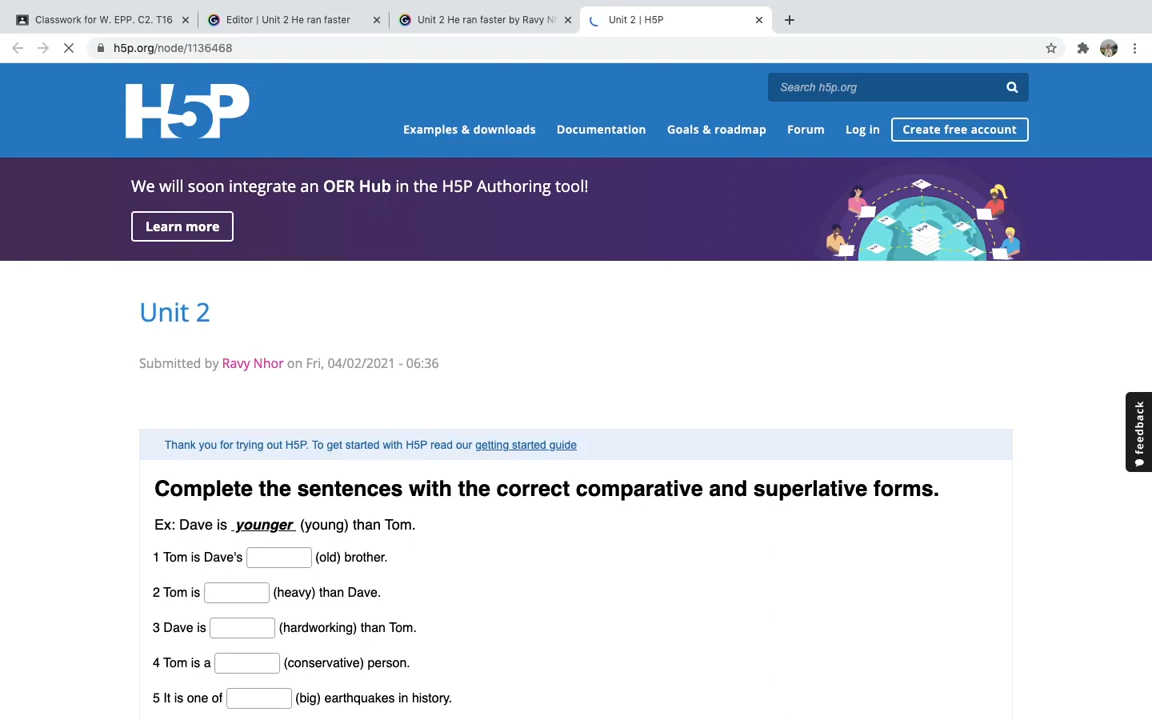 Classwork for W. EPP. C2. T16
Editor | Unit 2 He ran faster
Unit 2 He ran faster by Ravy N
Unit 2 | H5P
h5p.org/node/1136468
H5P
Search h5p.org
Examples & downloads
Documentation
Goals & roadmap
Forum
Log in
Create free account
We will soon integrate an OER Hub in the H5P Authoring tool!
Learn more
Unit 2
Submitted by Ravy Nhor on Fri, 04/02/2021 - 06:36
feedback
Thank you for trying out H5P. To get started with H5P read our getting started guide
Complete the sentences with the correct comparative and superlative forms.
Ex: Dave is _younger_ (young) than Tom.
1 Tom is Dave's (old) brother.
2 Tom is (heavy) than Dave.
3 Dave is (hardworking) than Tom.
4 Tom is a (conservative) person.
5 It is one of (big) earthquakes in history.